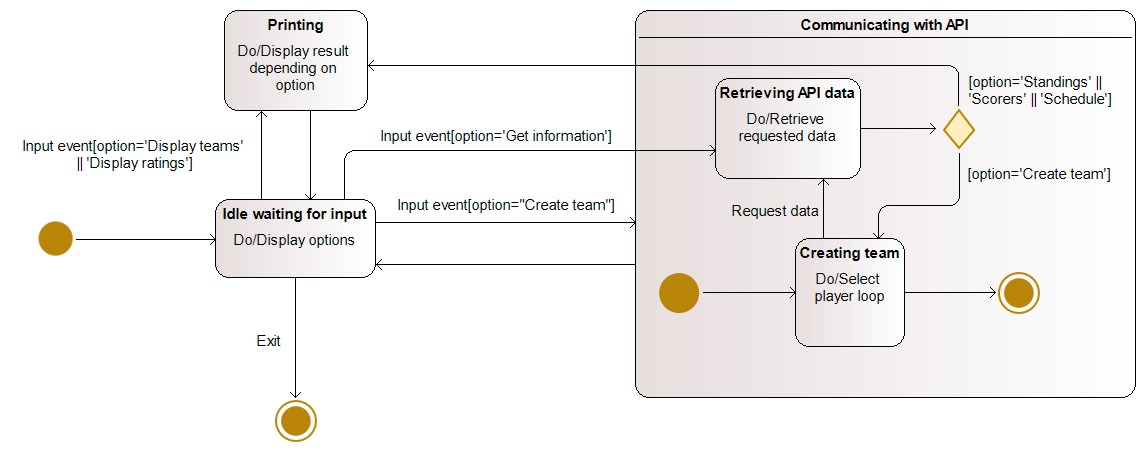 Printing
Do/Display result
depending on
option
Communicating with API
[option='Standings' ||
'Scorers' || 'Schedule']
Retrieving API data
Do/Retrieve
requested data
Input event[option='Display teams'
|| 'Display ratings']
Input event[option='Get information']
[option='Create team']
Idle waiting for input
Do/Display options
Input event[option="Create team"]
Request data
Creating team
Do/Select
player loop
Exit